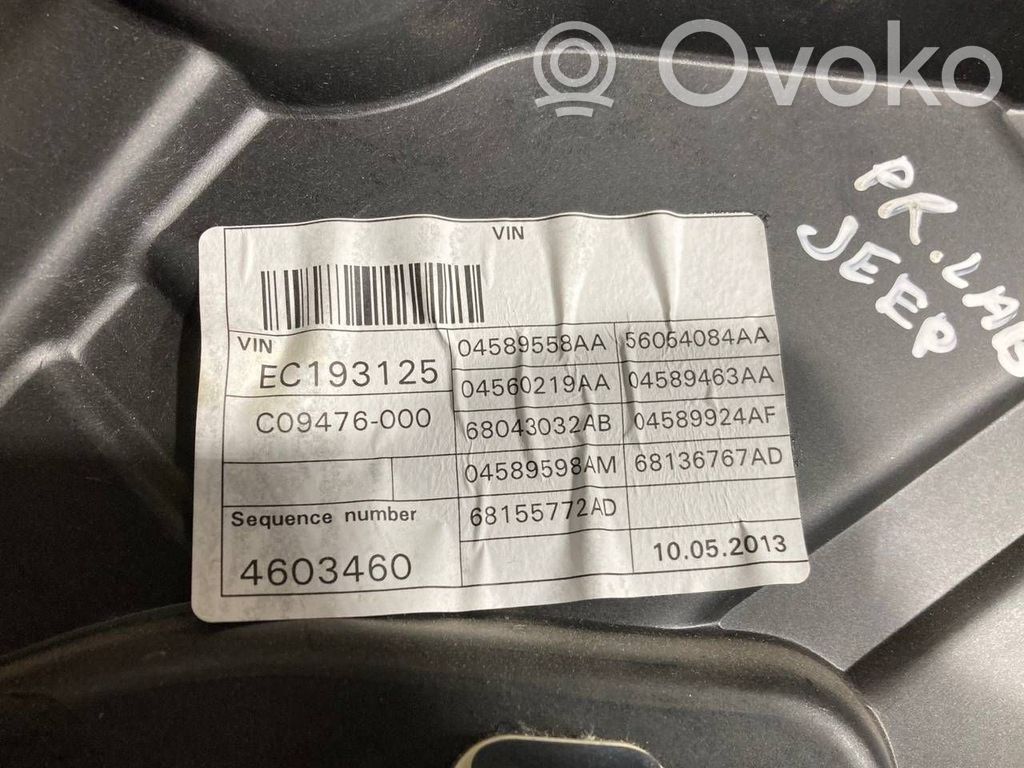 Ovoko
PK. LAB
JEEP
VIN
VIN
EC193125
C09476-000
04589558AA 56054084AA
04560219AA 04589463AA
68043032AB 04589924AF
04589598AM 68136767AD
68155772AD
Sequence number
4603460
10.05.2013